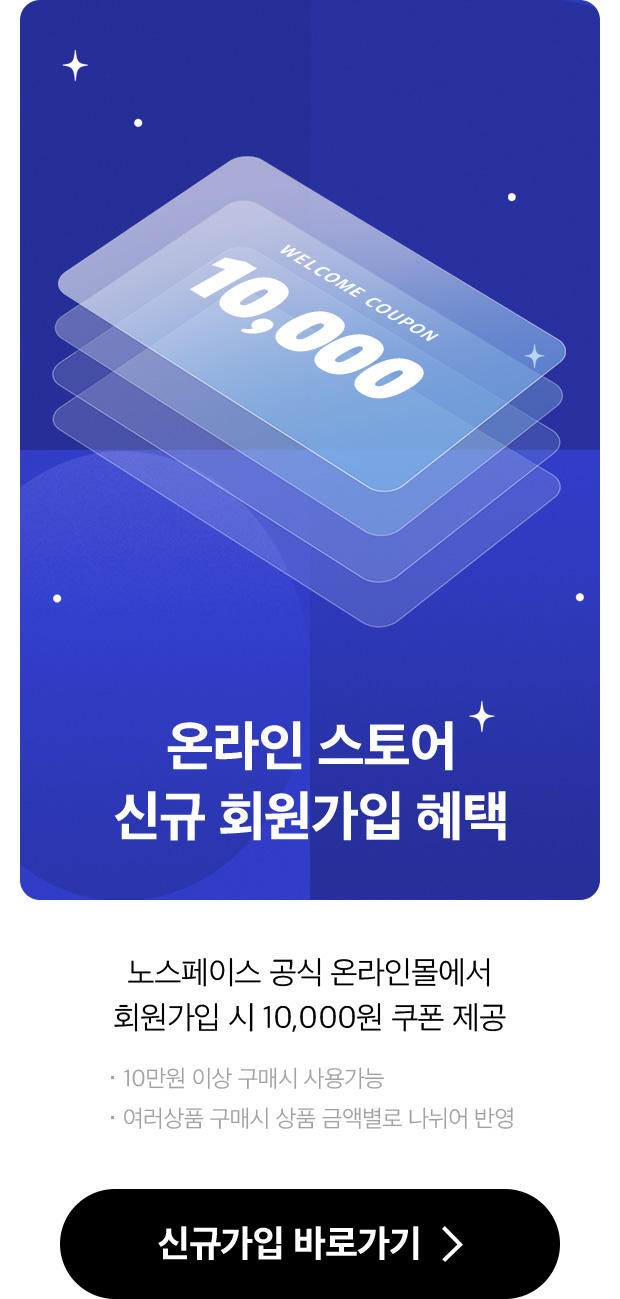 WELCOME COUPON
10,000
온라인 스토어
신규 회원가입 혜택
노스페이스 공식 온라인몰에서
회원가입 시 10,000원 쿠폰 제공
· 10만원 이상 구매시 사용가능
· 여러상품 구매시 상품 금액별로 나뉘어 반영
신규가입 바로가기 >